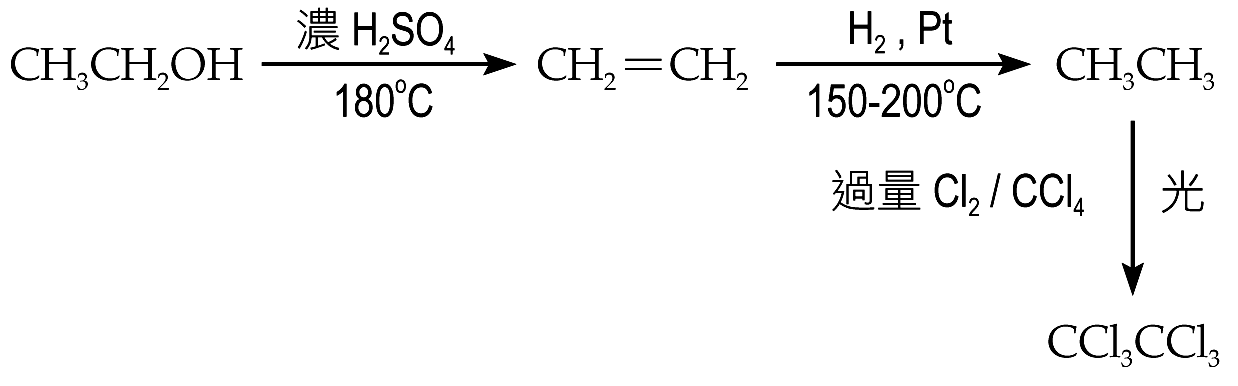 CH₃CH₂OH 濃 H₂SO₄ CH₂=CH₂ H₂ , Pt CH₃CH₃
180°C 150-200°C
過量 Cl₂ / CCl₄ 光
CCl₃CCl₃